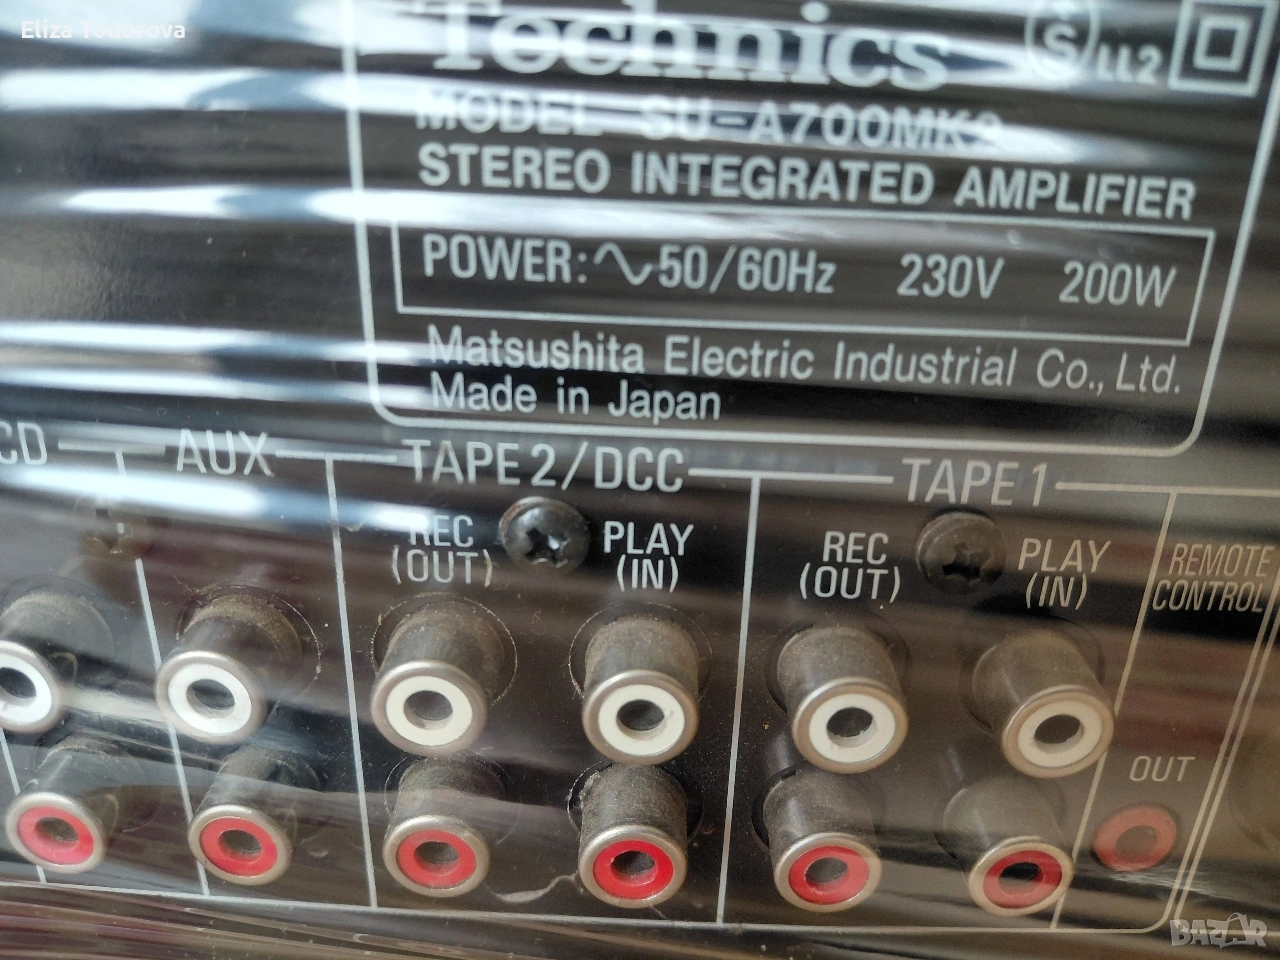 Eliza Todorova
Technics
S LL2
MODEL SU-A700MK2
STEREO INTEGRATED AMPLIFIER
POWER:∿50/60Hz 230V 200W
Matsushita Electric Industrial Co., Ltd.
Made in Japan
CD AUX TAPE 2/DCC TAPE 1
REC (OUT)
PLAY (IN)
REC (OUT)
PLAY (IN)
REMOTE CONTROL
OUT
BAZAR